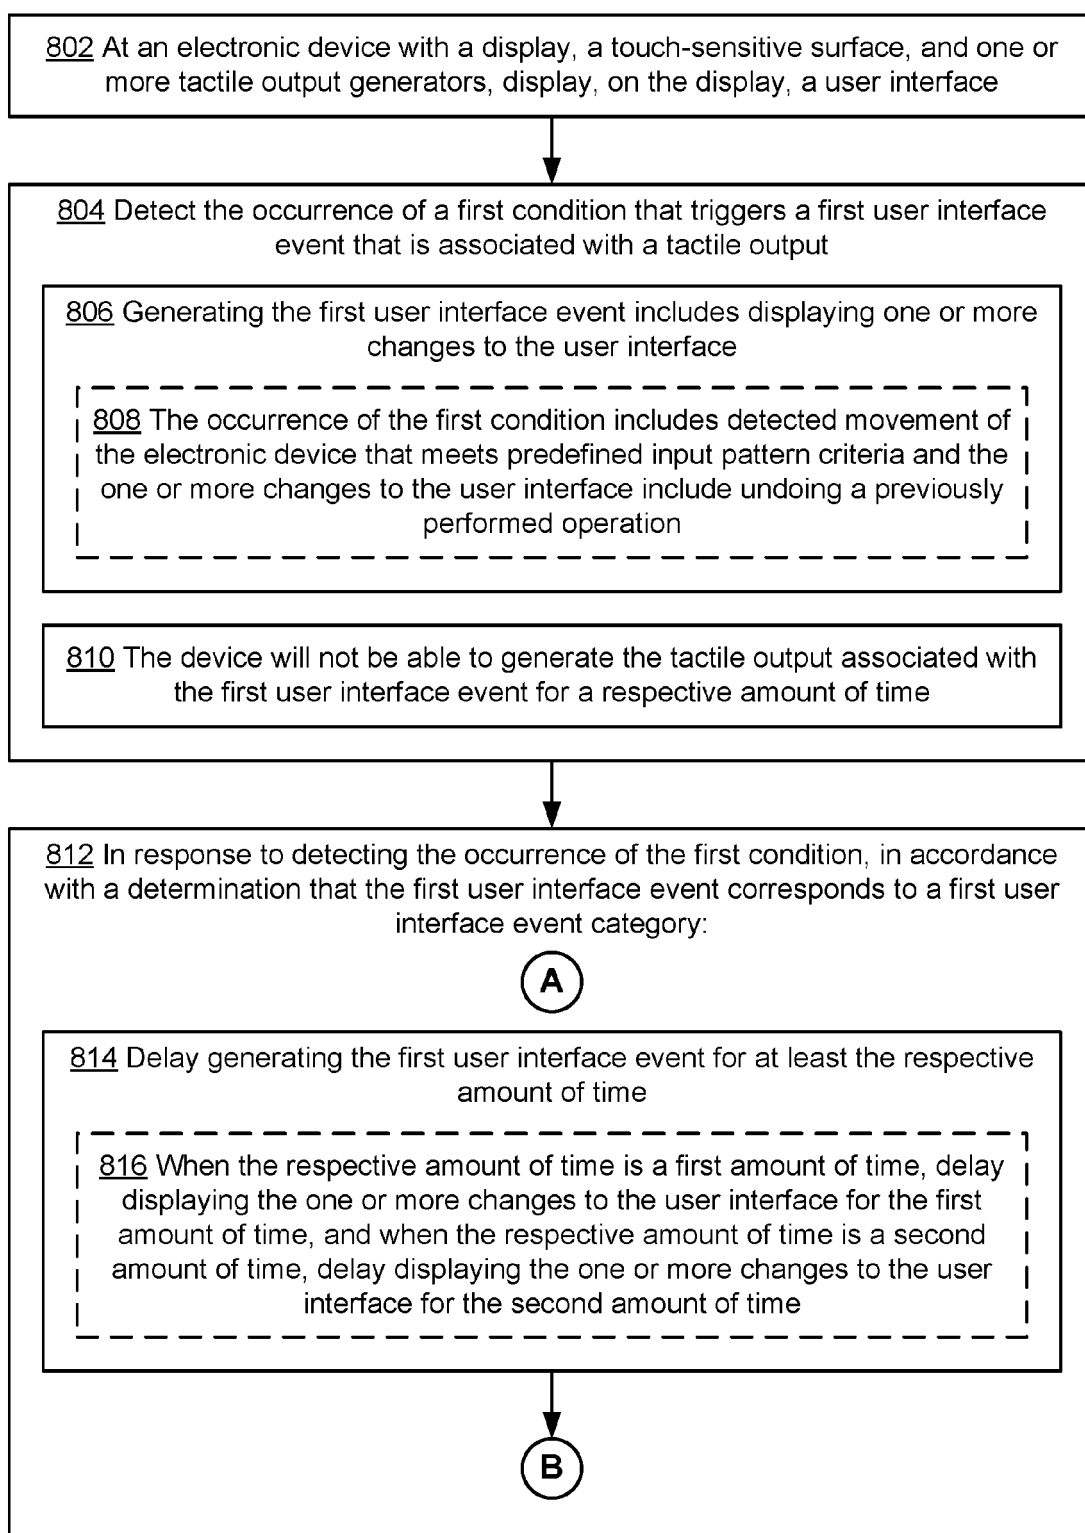 802 At an electronic device with a display, a touch-sensitive surface, and one or
more tactile output generators, display, on the display, a user interface
804 Detect the occurrence of a first condition that triggers a first user interface
event that is associated with a tactile output
806 Generating the first user interface event includes displaying one or more
changes to the user interface
808 The occurrence of the first condition includes detected movement of
the electronic device that meets predefined input pattern criteria and the
one or more changes to the user interface include undoing a previously
performed operation
810 The device will not be able to generate the tactile output associated with
the first user interface event for a respective amount of time
812 In response to detecting the occurrence of the first condition, in accordance
with a determination that the first user interface event corresponds to a first user
interface event category:
A
814 Delay generating the first user interface event for at least the respective
amount of time
816 When the respective amount of time is a first amount of time, delay
displaying the one or more changes to the user interface for the first
amount of time, and when the respective amount of time is a second
amount of time, delay displaying the one or more changes to the user
interface for the second amount of time
B